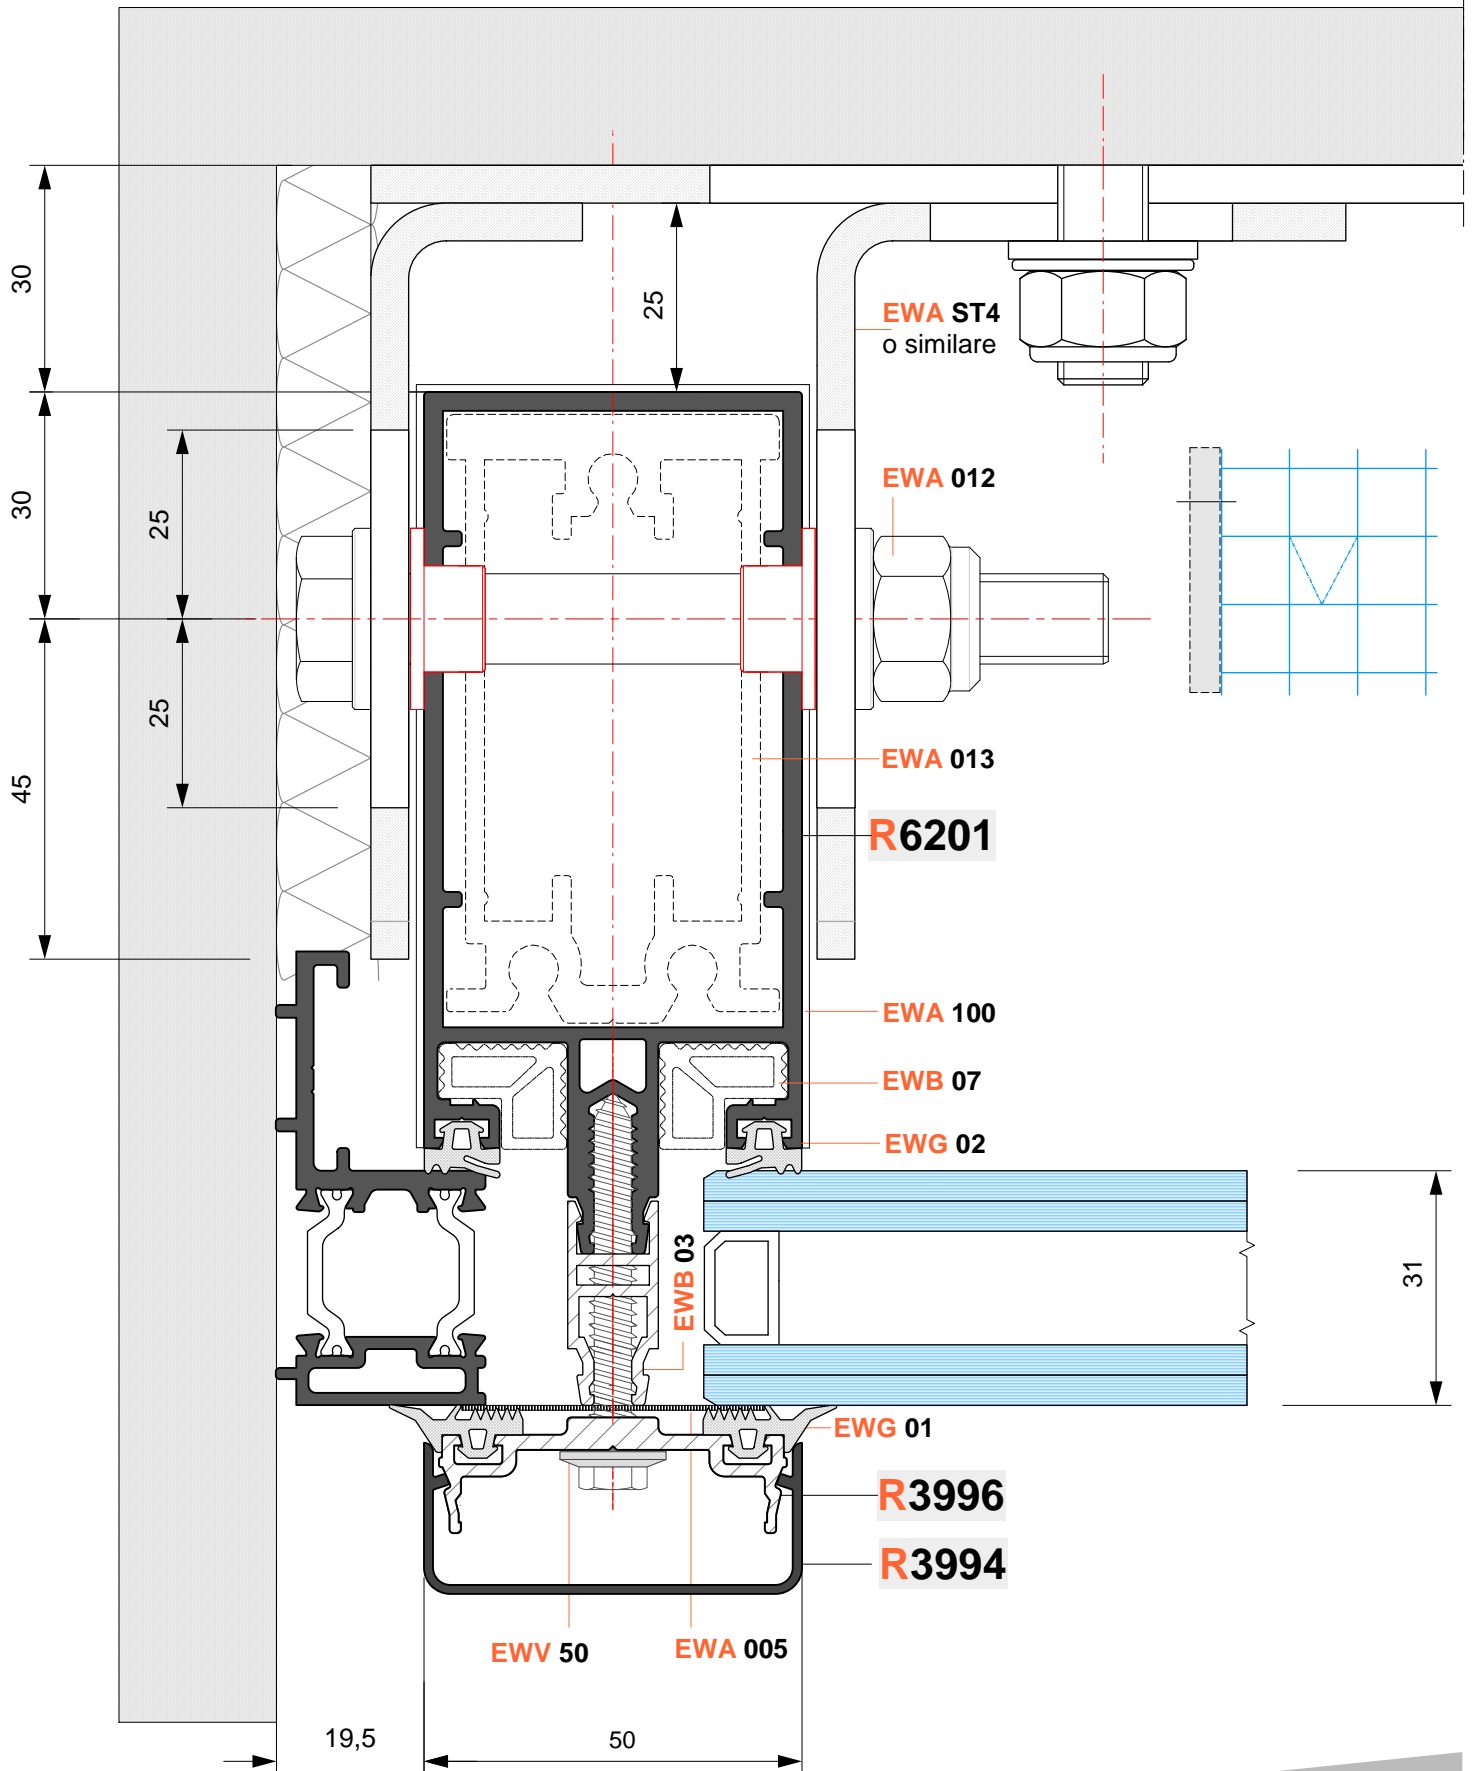 30
25
EWA ST4
o similare
30
25
EWA 012
25
45
EWA 013
R6201
EWA 100
EWB 07
EWG 02
EWB 03
31
EWG 01
R3996
R3994
EWV 50
EWA 005
19,5
50